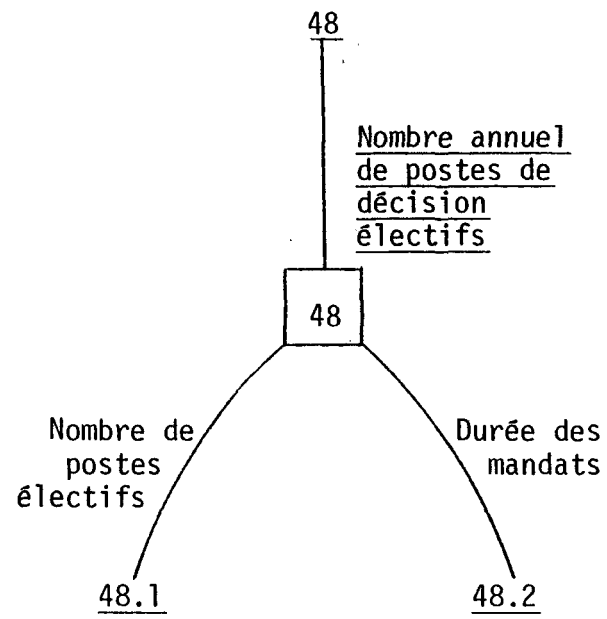 48
Nombre annuel
de postes de
décision
électifs
48
Nombre de
postes
électifs
Durée des
mandats
48.1
48.2